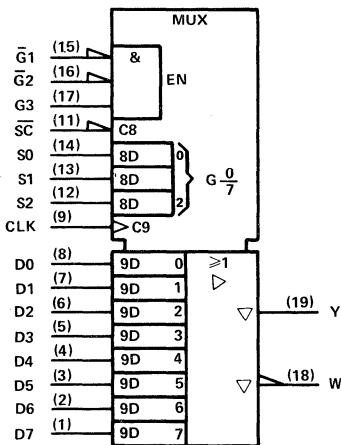 MUX
G̅1 (15) &
G̅2 (16) EN
G3 (17)
S̅C̅ (11) C8
S0 (14) 8D 0
S1 (13) 8D G 0/7
S2 (12) 8D 2
CLK (9) C9
D0 (8) 9D 0 ≥1
D1 (7) 9D 1 ▷
D2 (6) 9D 2 ▽ (19) Y
D3 (5) 9D 3
D4 (4) 9D 4
D5 (3) 9D 5 ▽ (18) W
D6 (2) 9D 6
D7 (1) 9D 7